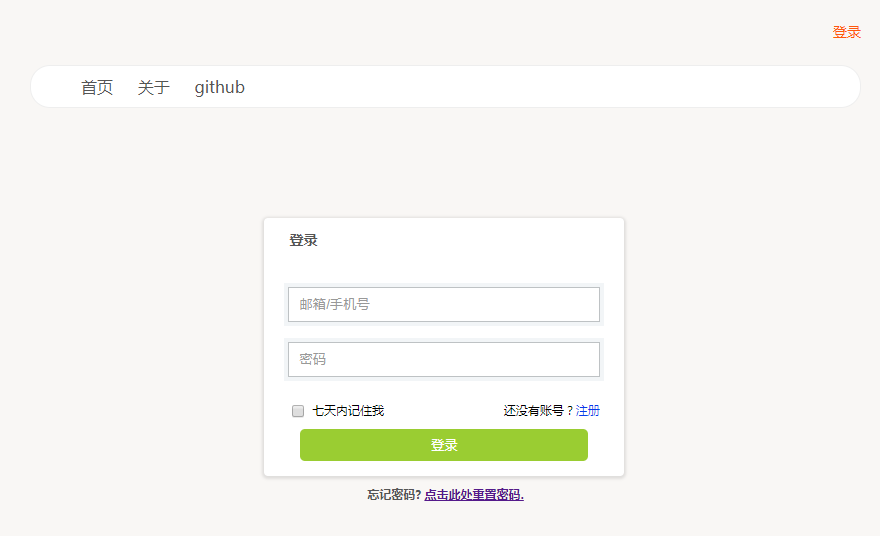 登录
首页 关于 github
登录
邮箱/手机号
密码
七天内记住我 还没有账号？注册
登录
忘记密码? 点击此处重置密码.